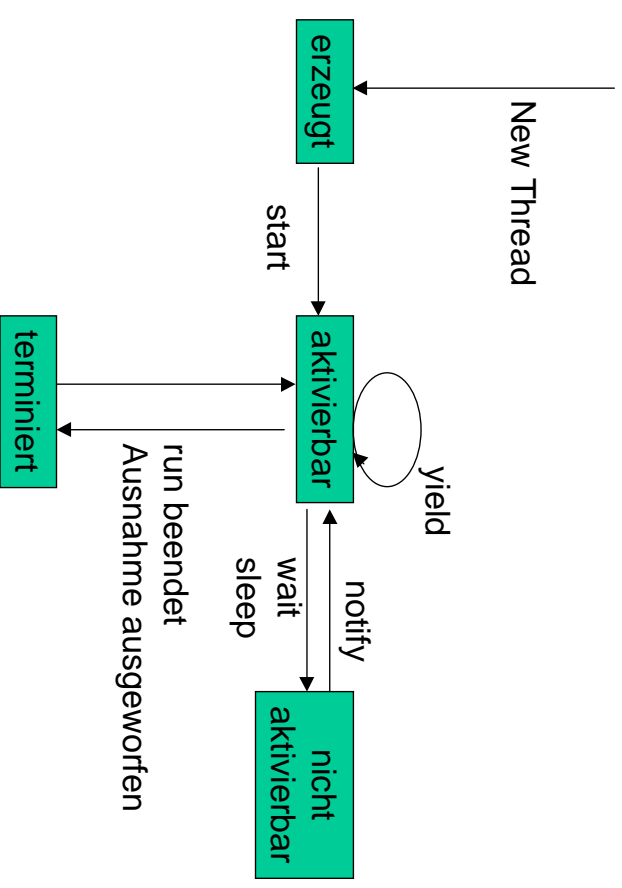 New Thread
yield
erzeugt
start
aktivierbar
notify
wait
sleep
nicht
aktivierbar
run beendet
Ausnahme ausgeworfen
terminiert